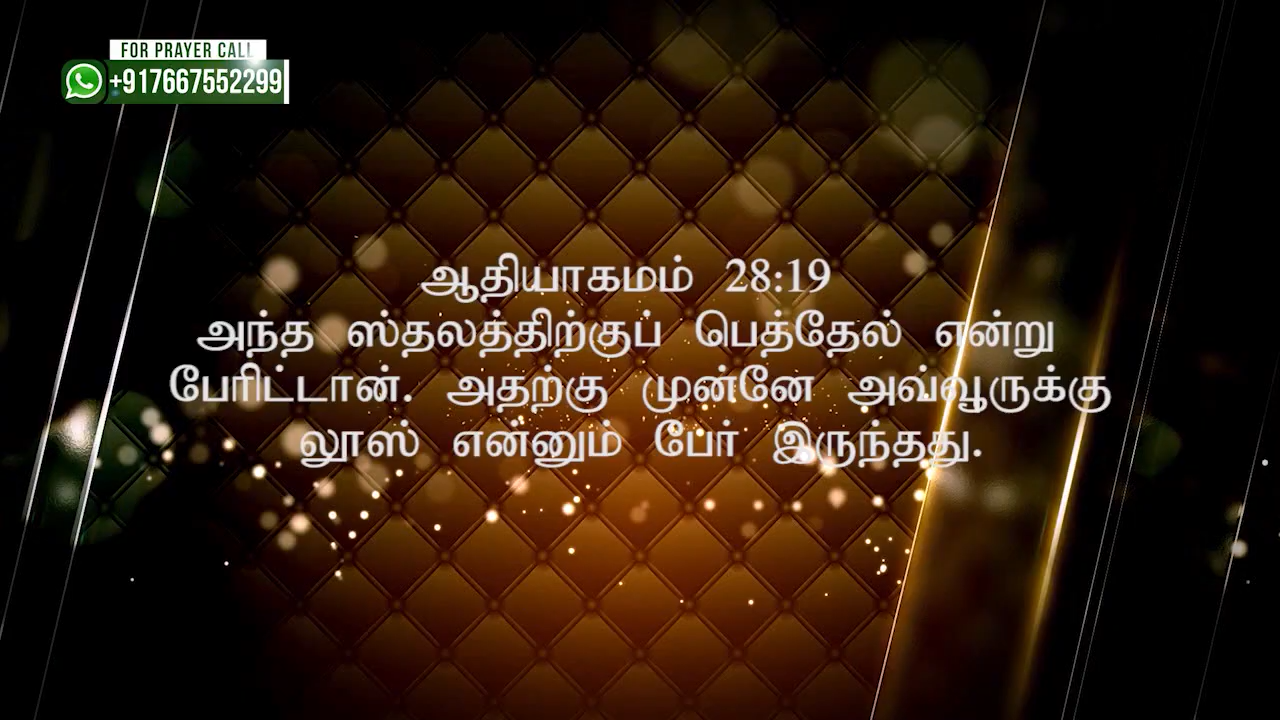 FOR PRAYER CALL
+917667552299
ஆதியாகமம் 28:19
அந்த ஸ்தலத்திற்குப் பெத்தேல் என்று
பேரிட்டான். அதற்கு முன்னே அவ்வூருக்கு
லூஸ் என்னும் பேர் இருந்தது.